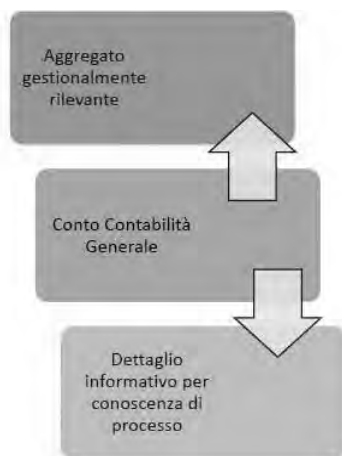 Aggregato
gestionalmente
rilevante
Conto Contabilità
Generale
Dettaglio
informativo per
conoscenza di
processo